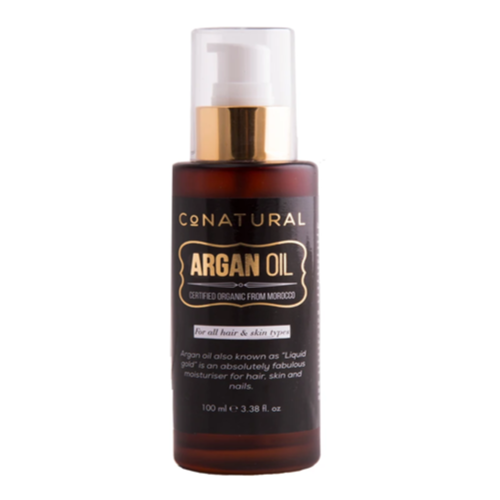 CoNATURAL
ARGAN OIL
CERTIFIED ORGANIC FROM MOROCCO
For all hair & skin types
Argan oil also known as "Liquid
gold" is an absolutely fabulous
moisturiser for hair, skin and
nails.
100 ml ℮ 3.38 fl. oz